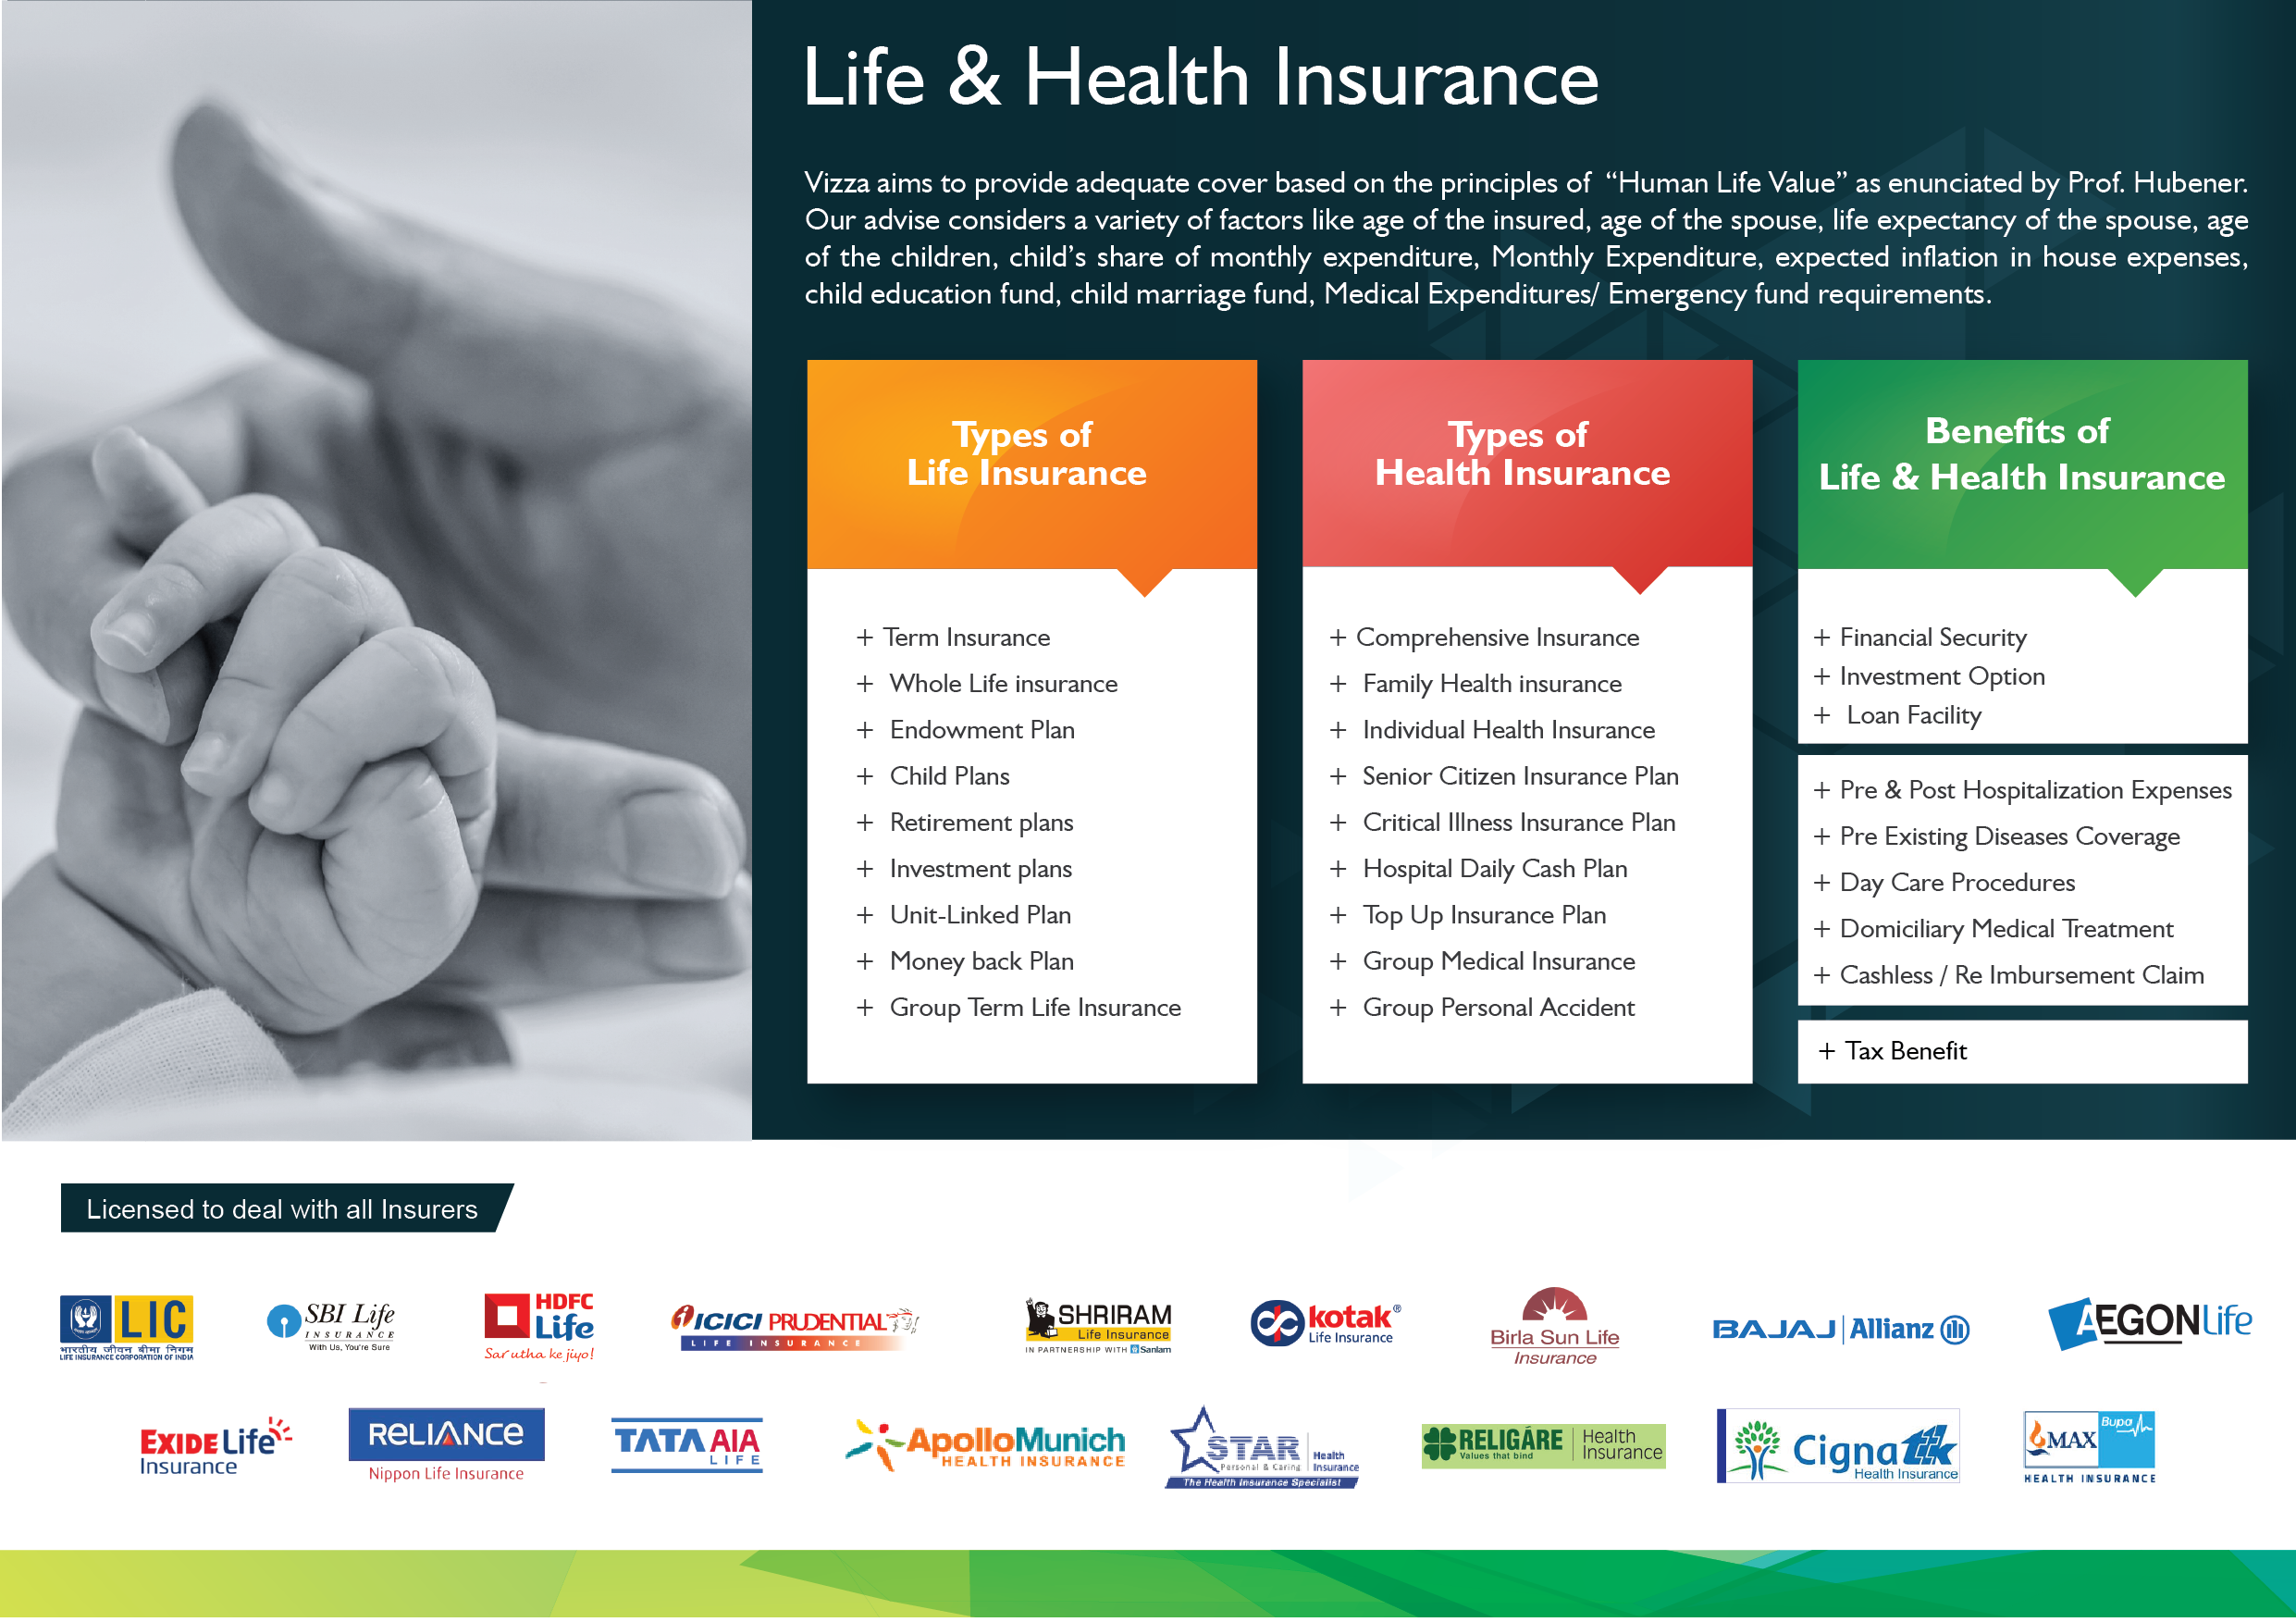 Life & Health Insurance
Vizza aims to provide adequate cover based on the principles of “Human Life Value” as enunciated by Prof. Hubener.
Our advise considers a variety of factors like age of the insured, age of the spouse, life expectancy of the spouse, age
of the children, child’s share of monthly expenditure, Monthly Expenditure, expected inflation in house expenses,
child education fund, child marriage fund, Medical Expenditures/ Emergency fund requirements.
Types of
Life Insurance
+ Term Insurance
+ Whole Life insurance
+ Endowment Plan
+ Child Plans
+ Retirement plans
+ Investment plans
+ Unit-Linked Plan
+ Money back Plan
+ Group Term Life Insurance
Types of
Health Insurance
+ Comprehensive Insurance
+ Family Health insurance
+ Individual Health Insurance
+ Senior Citizen Insurance Plan
+ Critical Illness Insurance Plan
+ Hospital Daily Cash Plan
+ Top Up Insurance Plan
+ Group Medical Insurance
+ Group Personal Accident
Benefits of
Life & Health Insurance
+ Financial Security
+ Investment Option
+ Loan Facility
+ Pre & Post Hospitalization Expenses
+ Pre Existing Diseases Coverage
+ Day Care Procedures
+ Domiciliary Medical Treatment
+ Cashless / Re Imbursement Claim
+ Tax Benefit
Licensed to deal with all Insurers
LIC
भारतीय जीवन बीमा निगम
LIFE INSURANCE CORPORATION OF INDIA
SBI Life
INSURANCE
With Us, You're Sure
HDFC
Life
Sar utha ke jiyo!
ICICI PRUDENTIAL
LIFE INSURANCE
SHRIRAM
Life Insurance
IN PARTNERSHIP WITH Sanlam
kotak®
Life Insurance
Birla Sun Life
Insurance
BAJAJ | Allianz
AEGON Life
EXIDE Life
Insurance
RELIANCE
Nippon Life Insurance
TATA AIA
LIFE
ApolloMunich
HEALTH INSURANCE
STAR Health
Personal & Caring Insurance
The Health Insurance Specialist
RELIGARE Health
Values that bind Insurance
Cigna ttk
Health Insurance
MAX Bupa
HEALTH INSURANCE